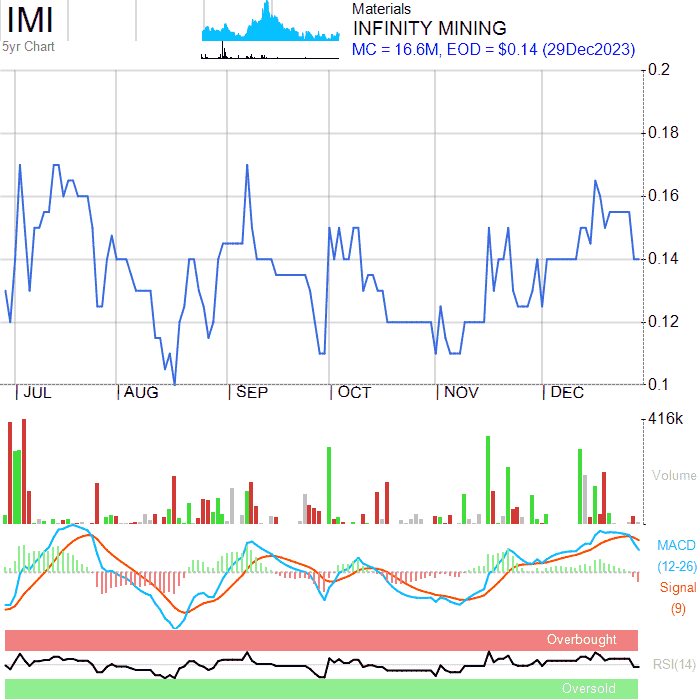 IMI
5yr Chart
Materials
INFINITY MINING
MC = 16.6M, EOD = $0.14 (29Dec2023)
0.2
0.18
0.16
0.14
0.12
0.1
JUL
AUG
SEP
OCT
NOV
DEC
416k
Volume
MACD
(12-26)
Signal
(9)
Overbought
RSI(14)
Oversold